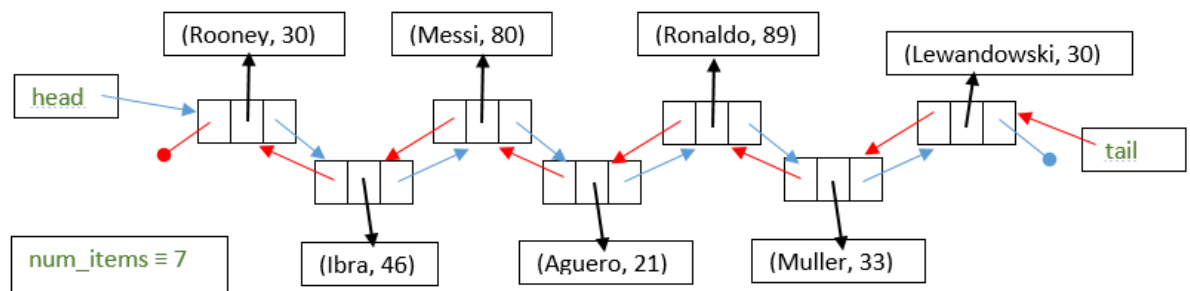 (Rooney, 30)
(Messi, 80)
(Ronaldo, 89)
(Lewandowski, 30)
head
tail
num_items ≡ 7
(Ibra, 46)
(Aguero, 21)
(Muller, 33)